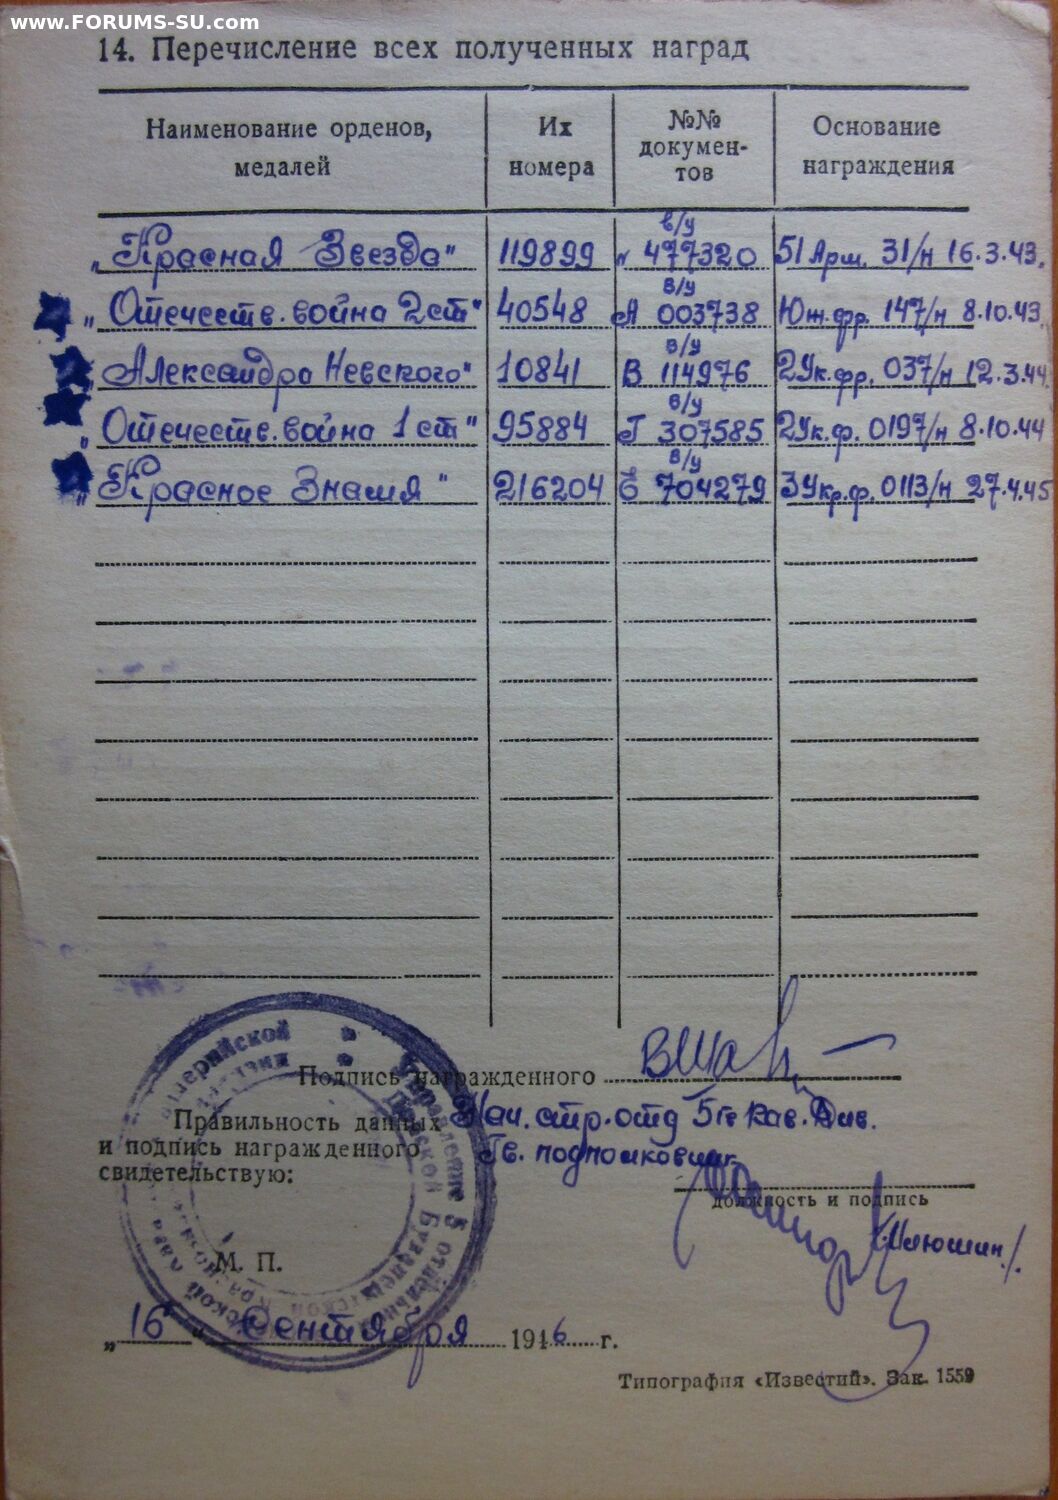 www.FORUMS-SU.com
14. Перечисление всех полученных наград
Наименование орденов, медалей | Их номера | №№ докумен-тов | Основание награждения
„Красная Звезда" 119899 в/у 477320 51 Арм. 31/н 16.3.43.
„Отечеств. война 2 ст" 40548 в/у А 003738 Юж. фр. 147/н 8.10.43.
„Александра Невского" 10841 в/у В 114976 2 Ук. фр. 037/н 12.3.44.
„Отечеств. война 1 ст" 95884 в/у Г 307585 2 Ук. ф. 0197/н 8.10.44
„Красное Знамя" 216204 в/у Е 704279 3 Укр. ф. 0113/н 27.4.45
Подпись награжденного
Правильность данных
и подпись награжденного
свидетельствую:
Нач. стр. отд 5 гв кав. див.
Гв. подполковник
должность и подпись
/Илюшин/.
М. П.
„16" Сентября 1946 г.
Типография «Известий». Зак. 1559